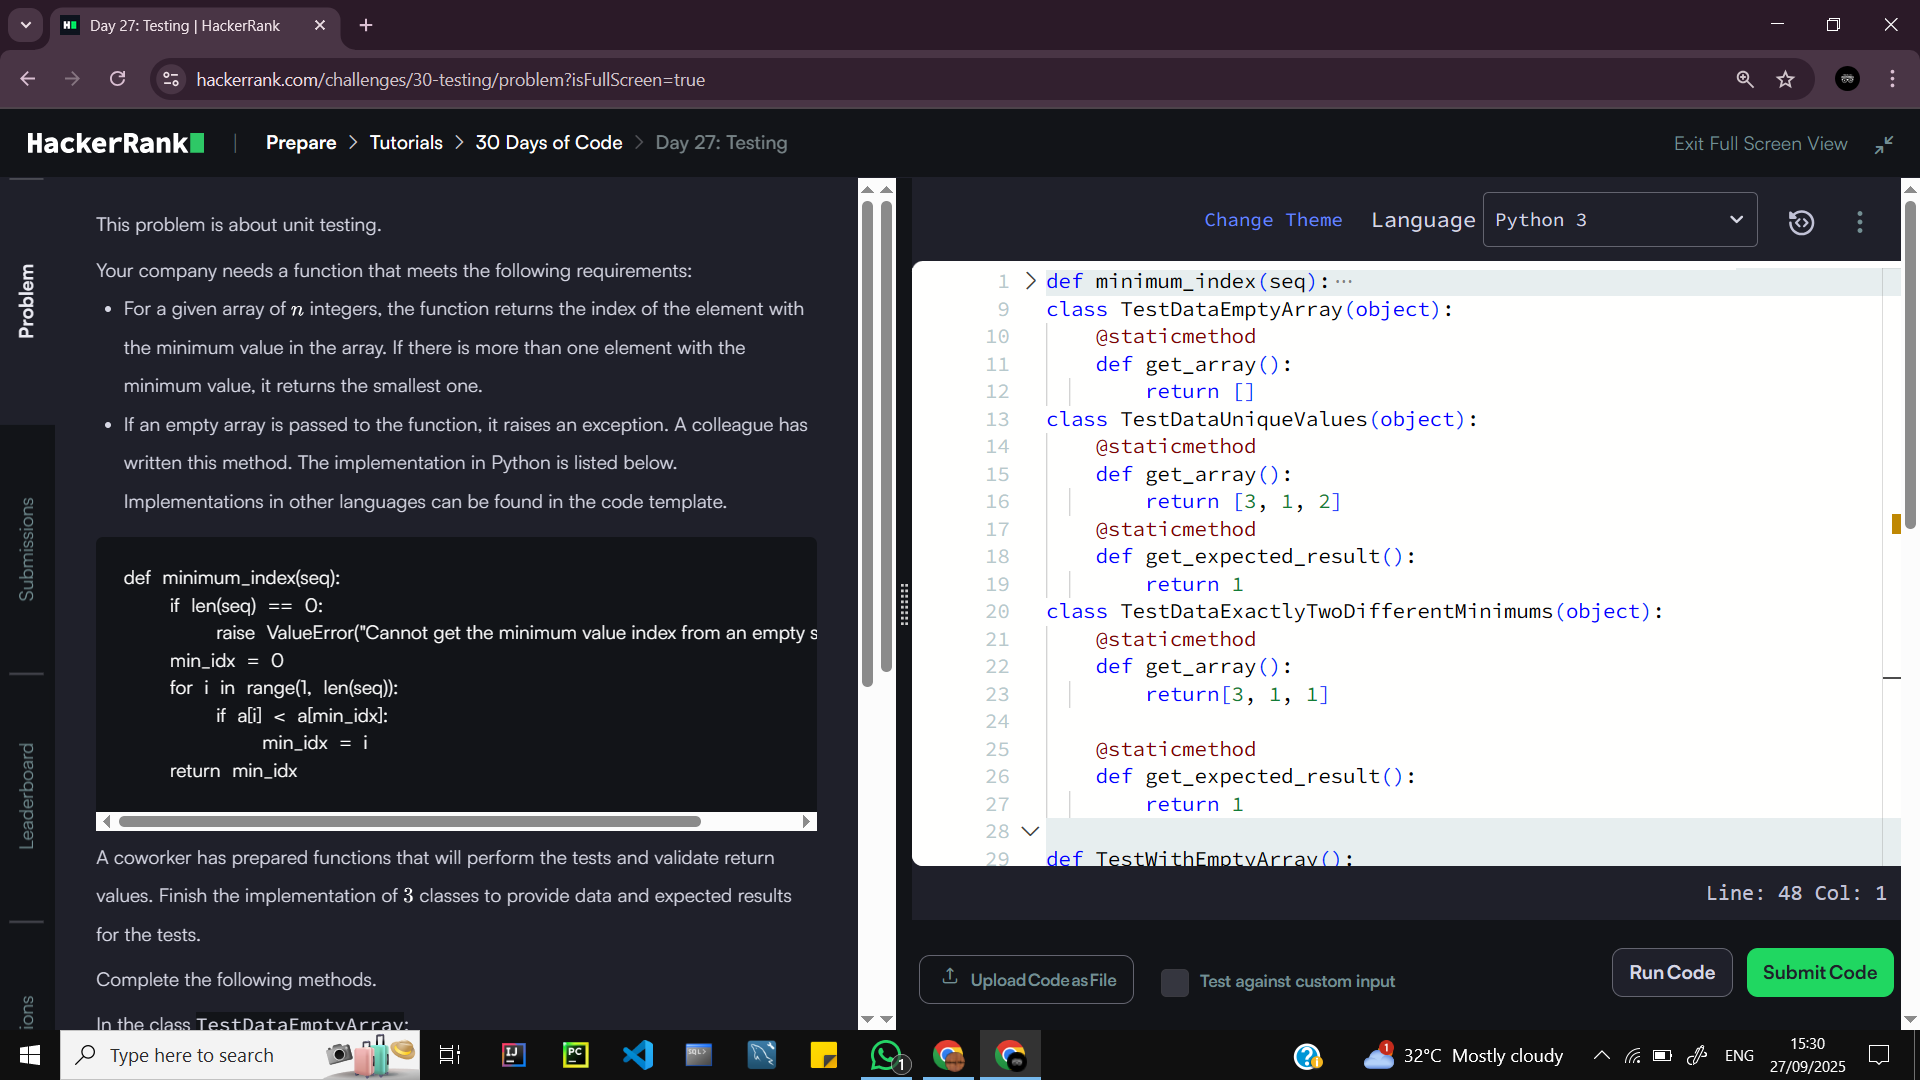 Day 27: Testing | HackerRank
hackerrank.com/challenges/30-testing/problem?isFullScreen=true
HackerRank
Prepare > Tutorials > 30 Days of Code > Day 27: Testing
Exit Full Screen View
Problem
Submissions
Leaderboard
ions
This problem is about unit testing.
Your company needs a function that meets the following requirements:
• For a given array of n integers, the function returns the index of the element with
the minimum value in the array. If there is more than one element with the
minimum value, it returns the smallest one.
• If an empty array is passed to the function, it raises an exception. A colleague has
written this method. The implementation in Python is listed below.
Implementations in other languages can be found in the code template.
def minimum_index(seq):
if len(seq) == 0:
raise ValueError("Cannot get the minimum value index from an empty s
min_idx = 0
for i in range(1, len(seq)):
if a[i] < a[min_idx]:
min_idx = i
return min_idx
A coworker has prepared functions that will perform the tests and validate return
values. Finish the implementation of 3 classes to provide data and expected results
for the tests.
Complete the following methods.
In the class TestDataEmptyArray:
Change Theme Language Python 3
1 def minimum_index(seq):⋯
9 class TestDataEmptyArray(object):
10 @staticmethod
11 def get_array():
12 return []
13 class TestDataUniqueValues(object):
14 @staticmethod
15 def get_array():
16 return [3, 1, 2]
17 @staticmethod
18 def get_expected_result():
19 return 1
20 class TestDataExactlyTwoDifferentMinimums(object):
21 @staticmethod
22 def get_array():
23 return[3, 1, 1]
24
25 @staticmethod
26 def get_expected_result():
27 return 1
28
29 def TestWithEmptyArray():
Line: 48 Col: 1
Upload Code as File
Test against custom input
Run Code
Submit Code
Type here to search
IJ
PC
SQL>
1
1
32°C Mostly cloudy
ENG
15:30
27/09/2025